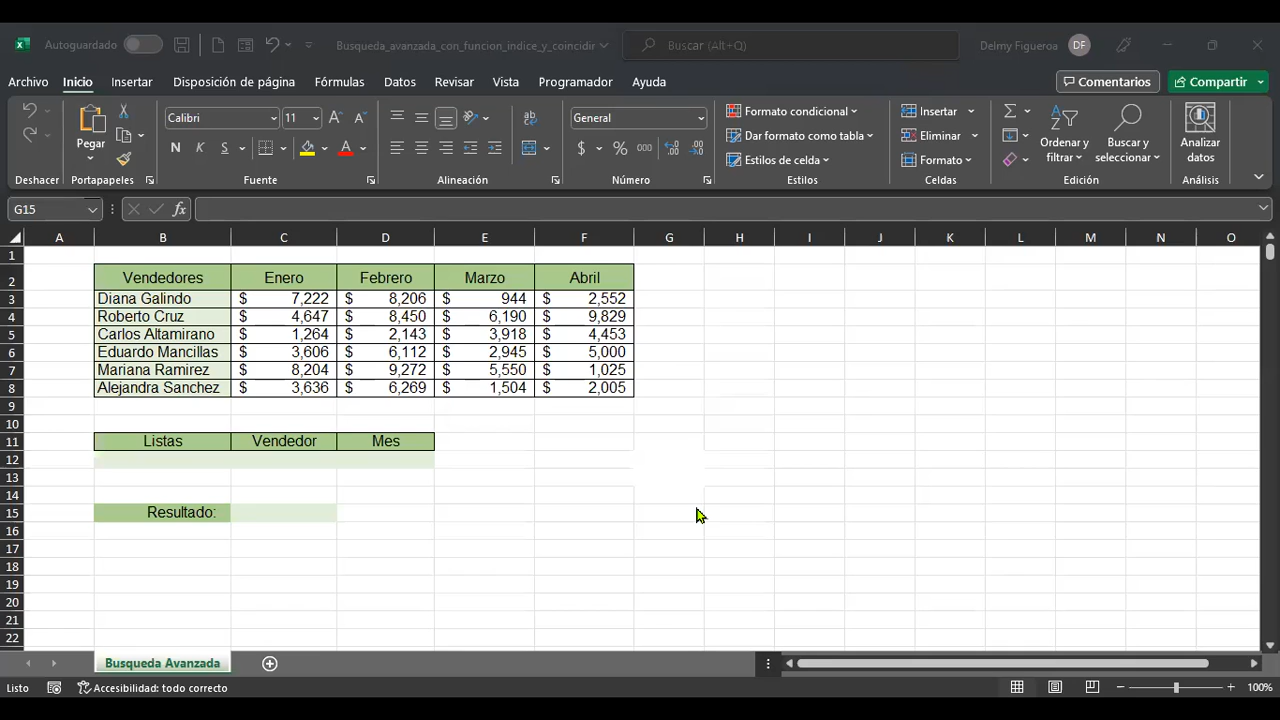 Autoguardado
Busqueda_avanzada_con_funcion_indice_y_coincidir
Buscar (Alt+Q)
Delmy Figueroa
DF
Archivo Inicio Insertar Disposición de página Fórmulas Datos Revisar Vista Programador Ayuda
Comentarios
Compartir
Pegar
Calibri 11
N K S
General
$ % 000
Formato condicional
Dar formato como tabla
Estilos de celda
Insertar
Eliminar
Formato
Ordenar y
filtrar
Buscar y
seleccionar
Analizar
datos
Deshacer Portapapeles Fuente Alineación Número Estilos Celdas Edición Análisis
G15 fx
A B C D E F G H I J K L M N O
1
2 Vendedores Enero Febrero Marzo Abril
3 Diana Galindo $ 7,222 $ 8,206 $ 944 $ 2,552
4 Roberto Cruz $ 4,647 $ 8,450 $ 6,190 $ 9,829
5 Carlos Altamirano $ 1,264 $ 2,143 $ 3,918 $ 4,453
6 Eduardo Mancillas $ 3,606 $ 6,112 $ 2,945 $ 5,000
7 Mariana Ramirez $ 8,204 $ 9,272 $ 5,550 $ 1,025
8 Alejandra Sanchez $ 3,636 $ 6,269 $ 1,504 $ 2,005
9
10
11 Listas Vendedor Mes
12
13
14
15 Resultado:
16
17
18
19
20
21
22
Busqueda Avanzada
Listo
Accesibilidad: todo correcto
100%